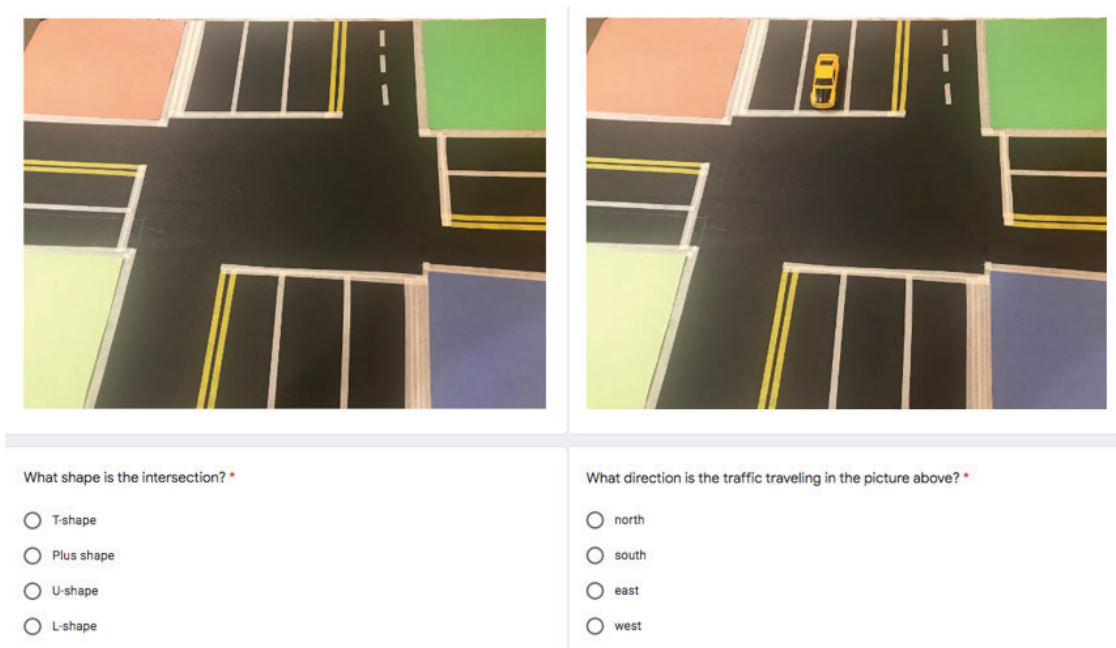 What shape is the intersection? *
T-shape
Plus shape
U-shape
L-shape
What direction is the traffic traveling in the picture above? *
north
south
east
west